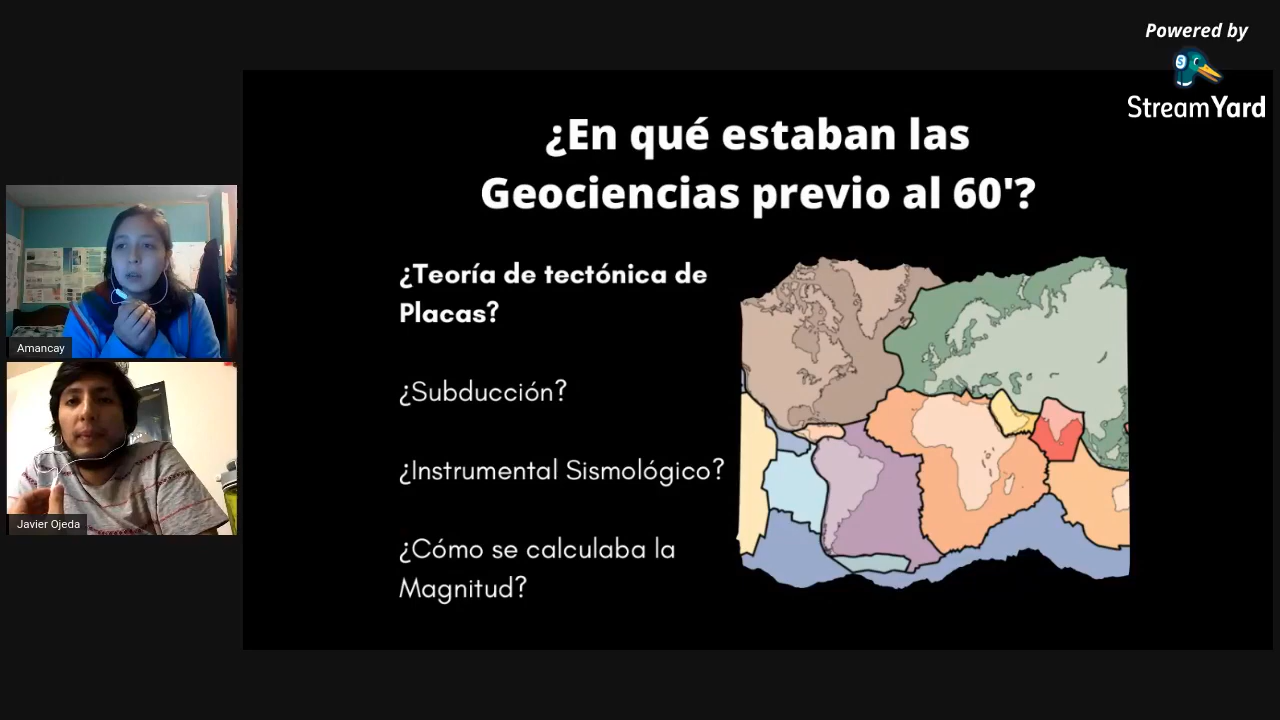 Powered by
StreamYard
¿En qué estaban las
Geociencias previo al 60'?
¿Teoría de tectónica de
Placas?
¿Subducción?
¿Instrumental Sismológico?
¿Cómo se calculaba la
Magnitud?
Amancay
Javier Ojeda